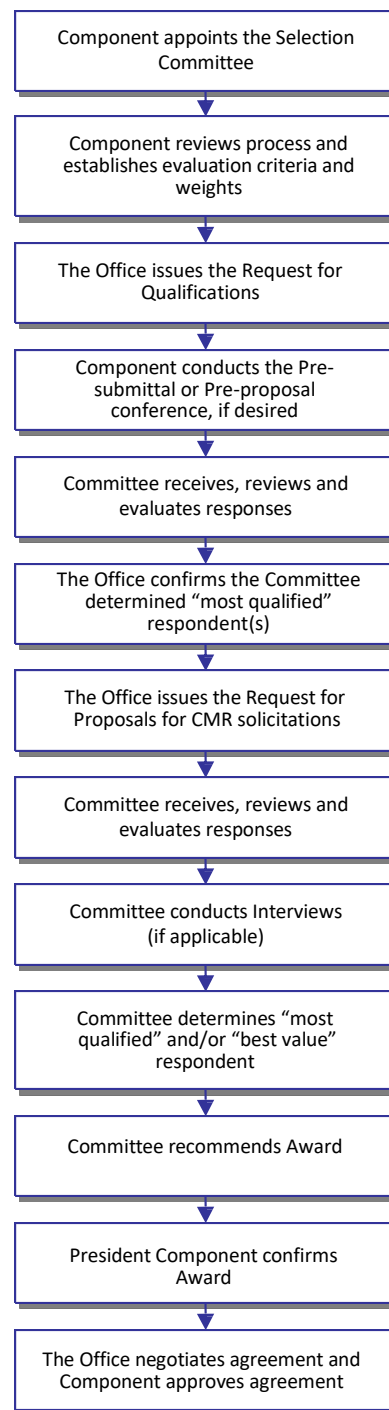 Component appoints the Selection
Committee
Component reviews process and
establishes evaluation criteria and
weights
The Office issues the Request for
Qualifications
Component conducts the Pre-
submittal or Pre-proposal
conference, if desired
Committee receives, reviews and
evaluates responses
The Office confirms the Committee
determined “most qualified”
respondent(s)
The Office issues the Request for
Proposals for CMR solicitations
Committee receives, reviews and
evaluates responses
Committee conducts Interviews
(if applicable)
Committee determines “most
qualified” and/or “best value”
respondent
Committee recommends Award
President Component confirms
Award
The Office negotiates agreement and
Component approves agreement